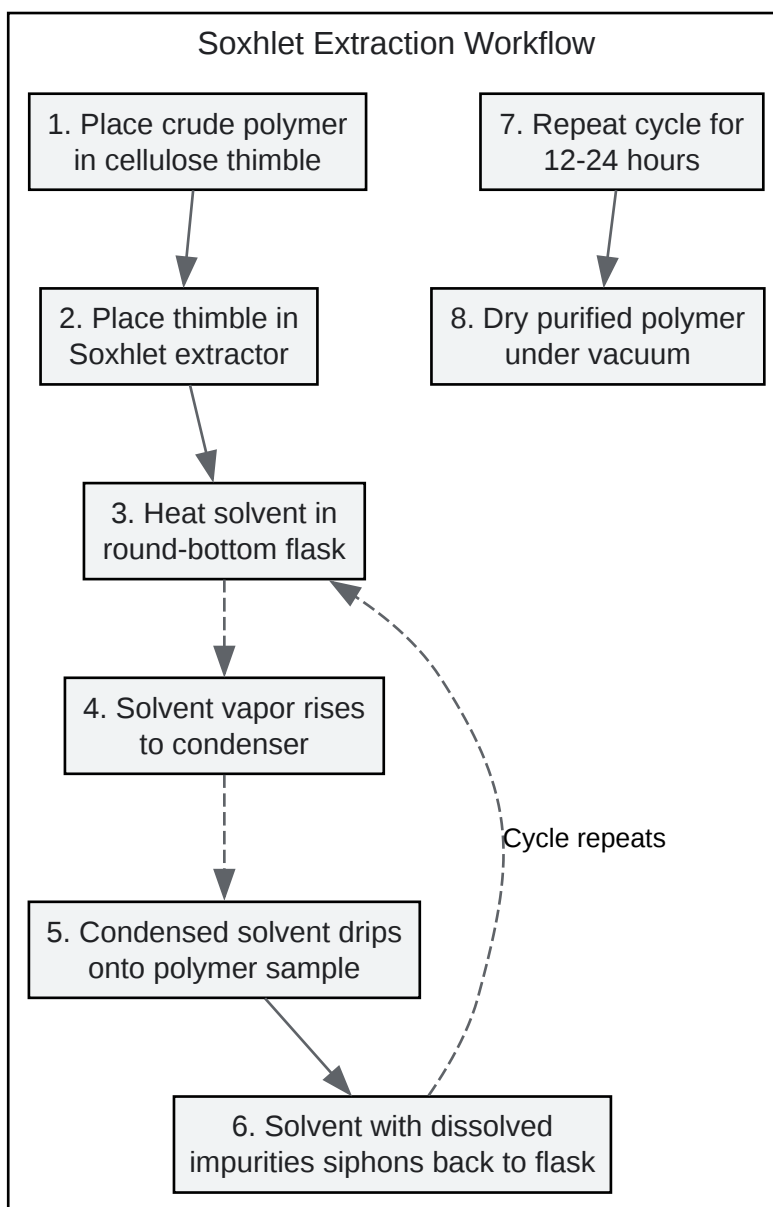 Soxhlet Extraction Workflow
1. Place crude polymer
in cellulose thimble
2. Place thimble in
Soxhlet extractor
3. Heat solvent in
round-bottom flask
4. Solvent vapor rises
to condenser
Cycle repeats
5. Condensed solvent drips
onto polymer sample
6. Solvent with dissolved
impurities siphons back to flask
7. Repeat cycle for
12-24 hours
8. Dry purified polymer
under vacuum